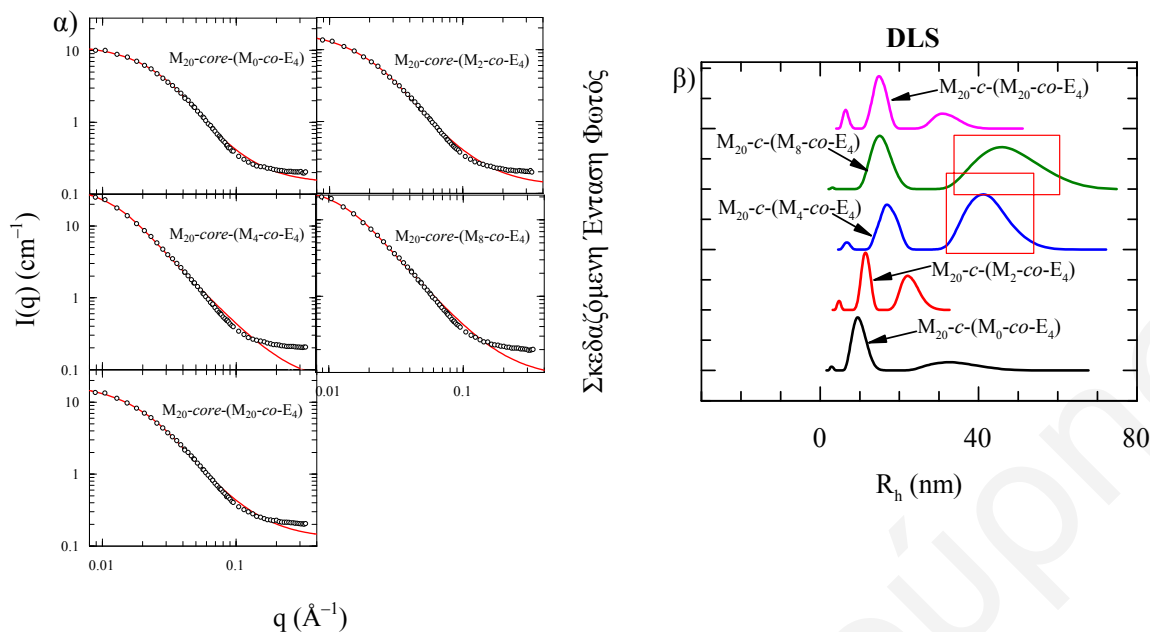 α)
M₂₀-core-(M₀-co-E₄)
M₂₀-core-(M₂-co-E₄)
M₂₀-core-(M₄-co-E₄)
M₂₀-core-(M₈-co-E₄)
M₂₀-core-(M₂₀-co-E₄)
10
1
0.1
10
1
0.1
10
1
0.1
0.01
0.1
0.01
0.1
I(q) (cm⁻¹)
q (Å⁻¹)
DLS
β)
Σκεδαζόμενη Ένταση Φωτός
M₂₀-c-(M₂₀-co-E₄)
M₂₀-c-(M₈-co-E₄)
M₂₀-c-(M₄-co-E₄)
M₂₀-c-(M₂-co-E₄)
M₂₀-c-(M₀-co-E₄)
0
40
80
Rₕ (nm)